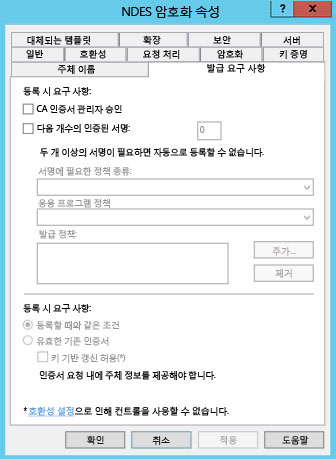 NDES 암호화 속성
?
대체되는 템플릿 확장 보안 서버
일반 호환성 요청 처리 암호화 키 증명
주체 이름 발급 요구 사항
등록 시 요구 사항:
CA 인증서 관리자 승인
다음 개수의 인증된 서명: 0
두 개 이상의 서명이 필요하면 자동으로 등록할 수 없습니다.
서명에 필요한 정책 종류:
응용 프로그램 정책
발급 정책:
추가...
제거
등록 시 요구 사항:
등록할 때와 같은 조건
유효한 기존 인증서
키 기반 갱신 허용(*)
인증서 요청 내에 주체 정보를 제공해야 합니다.
*호환성 설정으로 인해 컨트롤을 사용할 수 없습니다.
확인 취소 적용 도움말